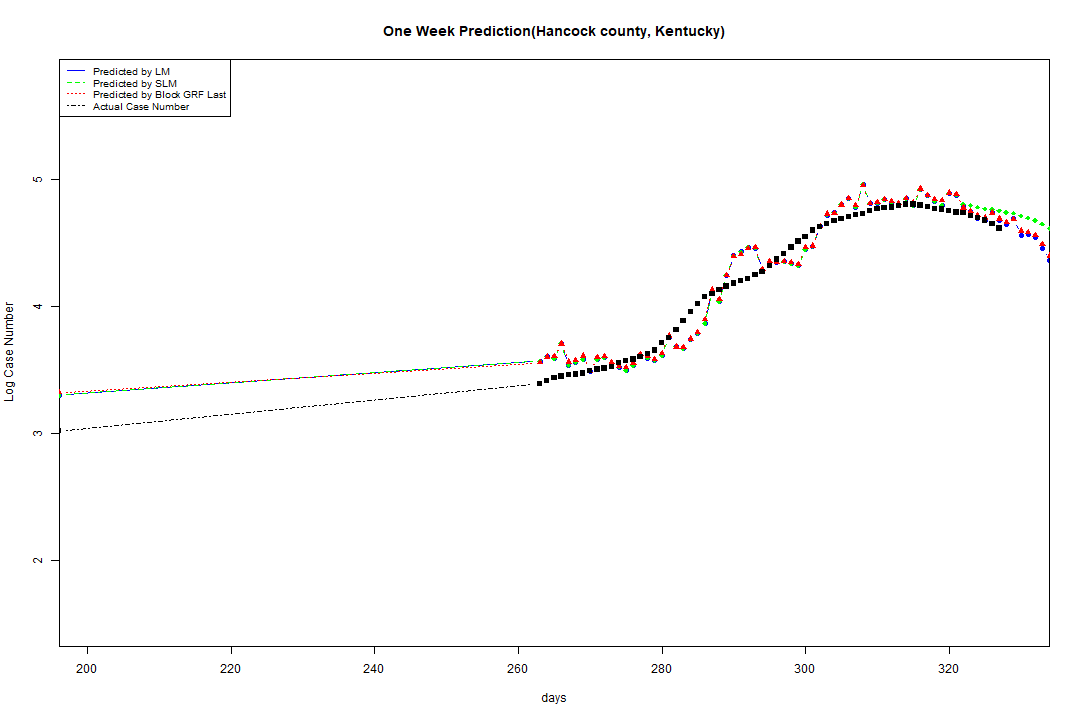 One Week Prediction(Hancock county, Kentucky)
Predicted by LM
Predicted by SLM
Predicted by Block GRF Last
Actual Case Number
Log Case Number
5
4
3
2
200 220 240 260 280 300 320
days